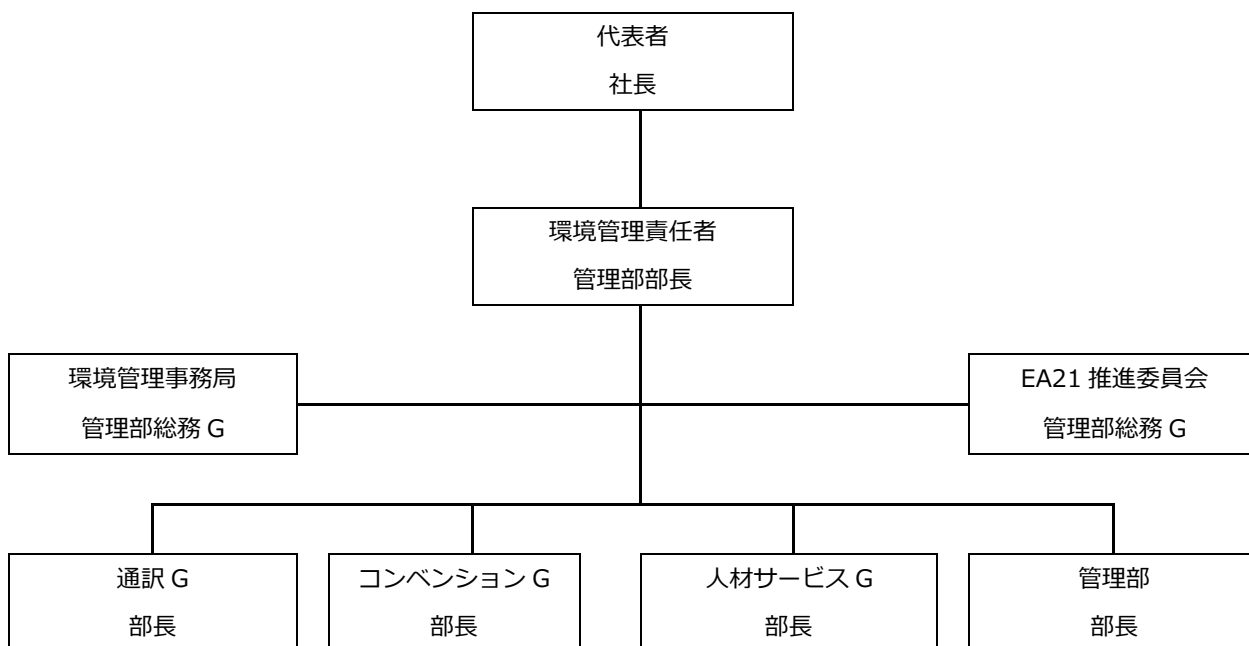 代表者
社長
環境管理責任者
管理部部長
環境管理事務局
管理部総務 G
EA21 推進委員会
管理部総務 G
通訳 G
部長
コンベンション G
部長
人材サービス G
部長
管理部
部長